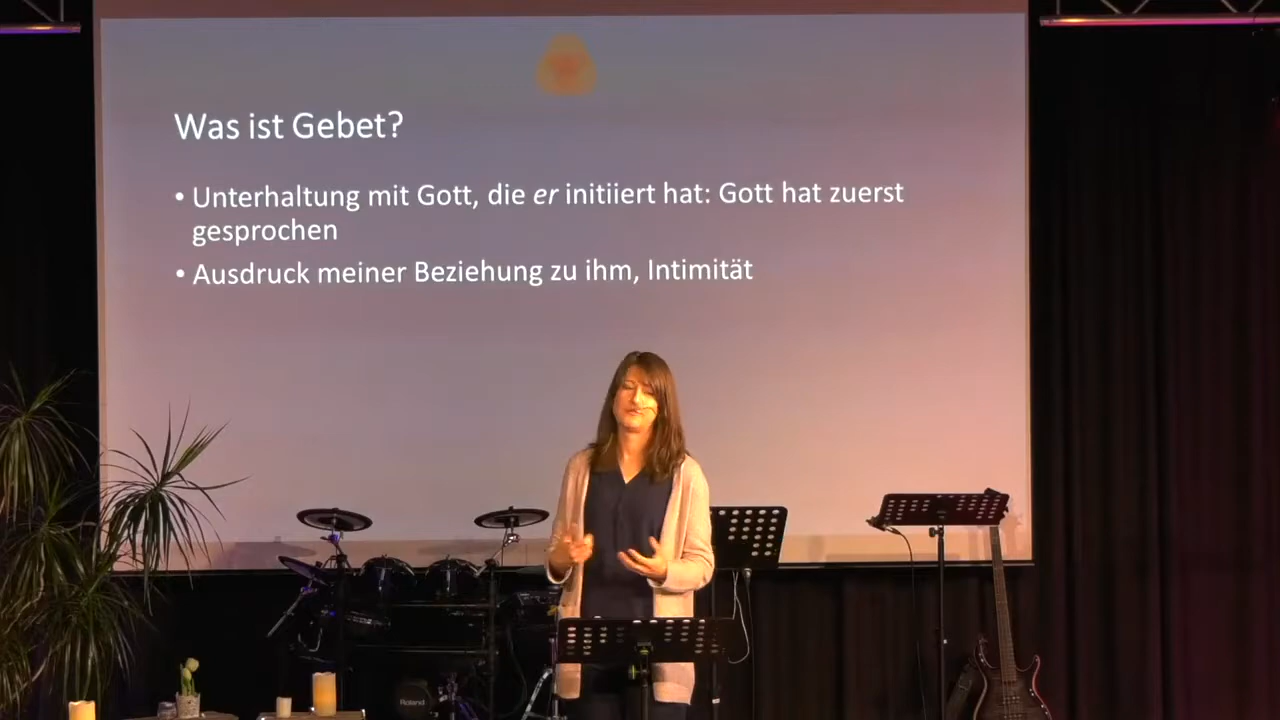 Was ist Gebet?
• Unterhaltung mit Gott, die er initiiert hat: Gott hat zuerst
gesprochen
• Ausdruck meiner Beziehung zu ihm, Intimität
Roland